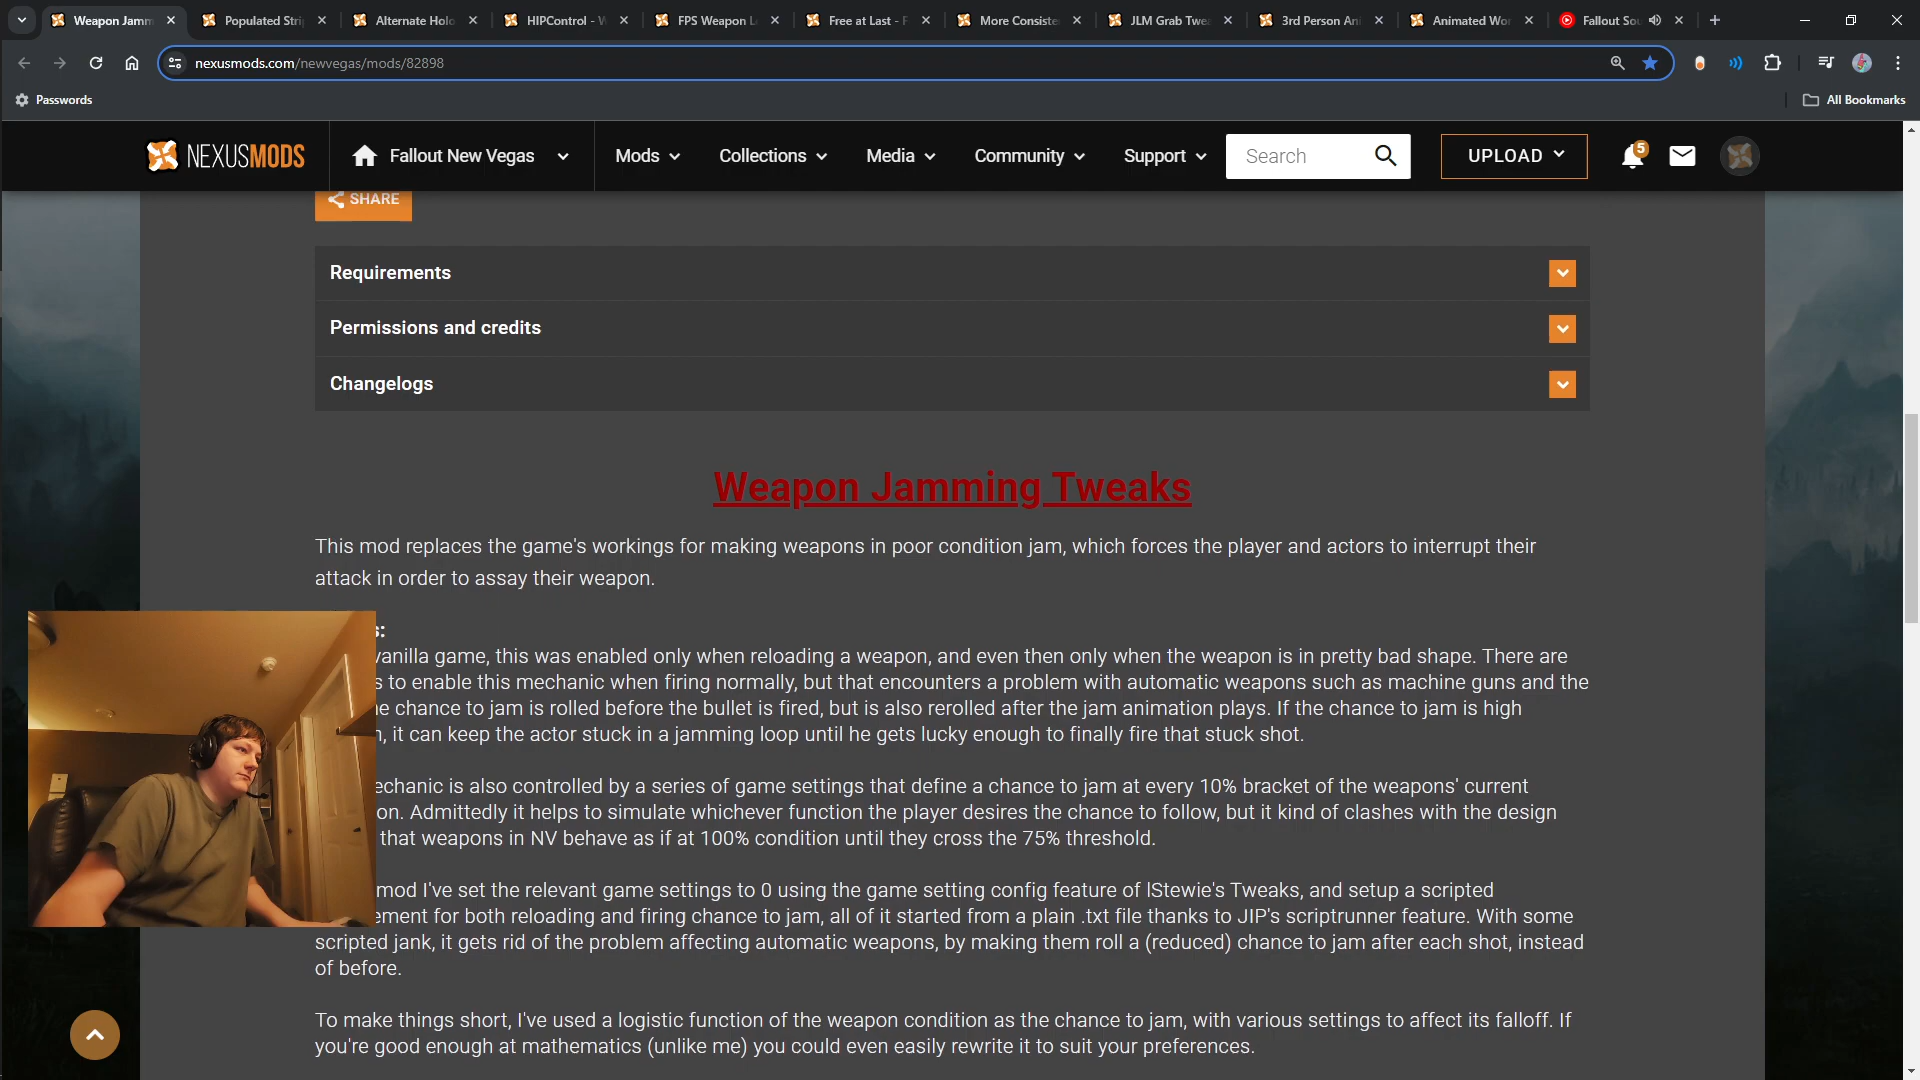 Weapon Jamm
Populated Stri
Alternate Holo
HIPControl - V
FPS Weapon L
Free at Last - F
More Consiste
JLM Grab Twea
3rd Person Ani
Animated Wor
Fallout Sou
nexusmods.com/newvegas/mods/82898
Passwords
All Bookmarks
NEXUSMODS
Fallout New Vegas
Mods
Collections
Media
Community
Support
Search
UPLOAD
5
SHARE
Requirements
Permissions and credits
Changelogs
Weapon Jamming Tweaks
This mod replaces the game's workings for making weapons in poor condition jam, which forces the player and actors to interrupt their
attack in order to assay their weapon.
s:
vanilla game, this was enabled only when reloading a weapon, and even then only when the weapon is in pretty bad shape. There are
s to enable this mechanic when firing normally, but that encounters a problem with automatic weapons such as machine guns and the
e chance to jam is rolled before the bullet is fired, but is also rerolled after the jam animation plays. If the chance to jam is high
, it can keep the actor stuck in a jamming loop until he gets lucky enough to finally fire that stuck shot.
echanic is also controlled by a series of game settings that define a chance to jam at every 10% bracket of the weapons' current
on. Admittedly it helps to simulate whichever function the player desires the chance to follow, but it kind of clashes with the design
that weapons in NV behave as if at 100% condition until they cross the 75% threshold.
mod I've set the relevant game settings to 0 using the game setting config feature of lStewie's Tweaks, and setup a scripted
ement for both reloading and firing chance to jam, all of it started from a plain .txt file thanks to JIP's scriptrunner feature. With some
scripted jank, it gets rid of the problem affecting automatic weapons, by making them roll a (reduced) chance to jam after each shot, instead
of before.
To make things short, I've used a logistic function of the weapon condition as the chance to jam, with various settings to affect its falloff. If
you're good enough at mathematics (unlike me) you could even easily rewrite it to suit your preferences.